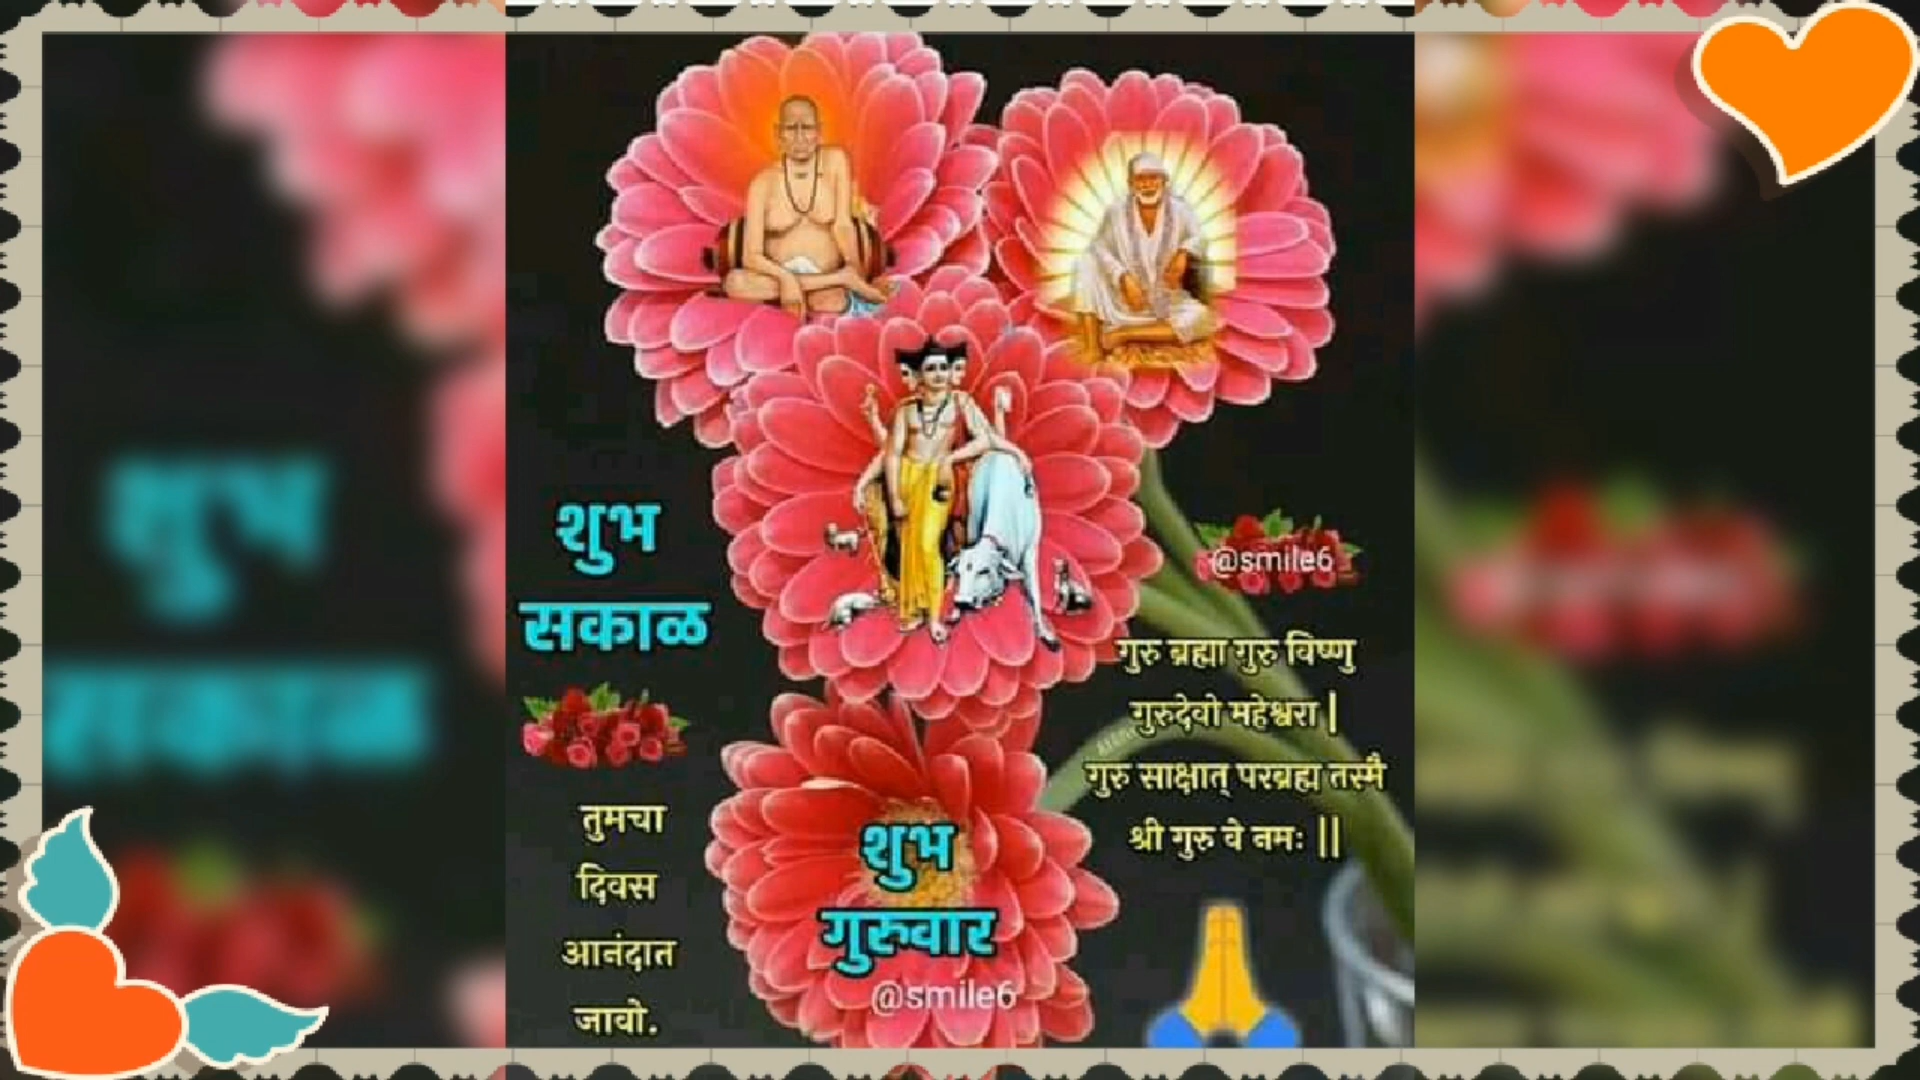 शुभ
सकाळ
तुमचा
दिवस
आनंदात
जावो.
@smile6
गुरु ब्रह्मा गुरु विष्णु
गुरुदेवो महेश्वरा |
गुरु साक्षात् परब्रह्म तस्मै
श्री गुरु वे नमः ||
शुभ
गुरुवार
@smile6